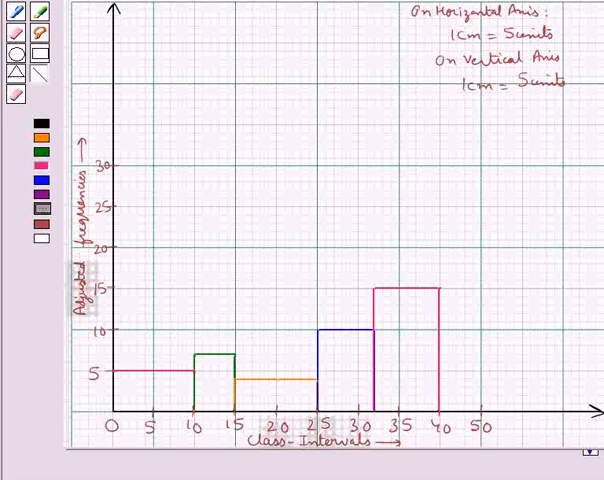 On Horizontal Axis:
1cm = 5units
On Vertical Axis
1cm = 5units
Adjusted frequencies
30
25
20
15
10
5
0 5 10 15 20 25 30 35 40 50
Class-Intervals